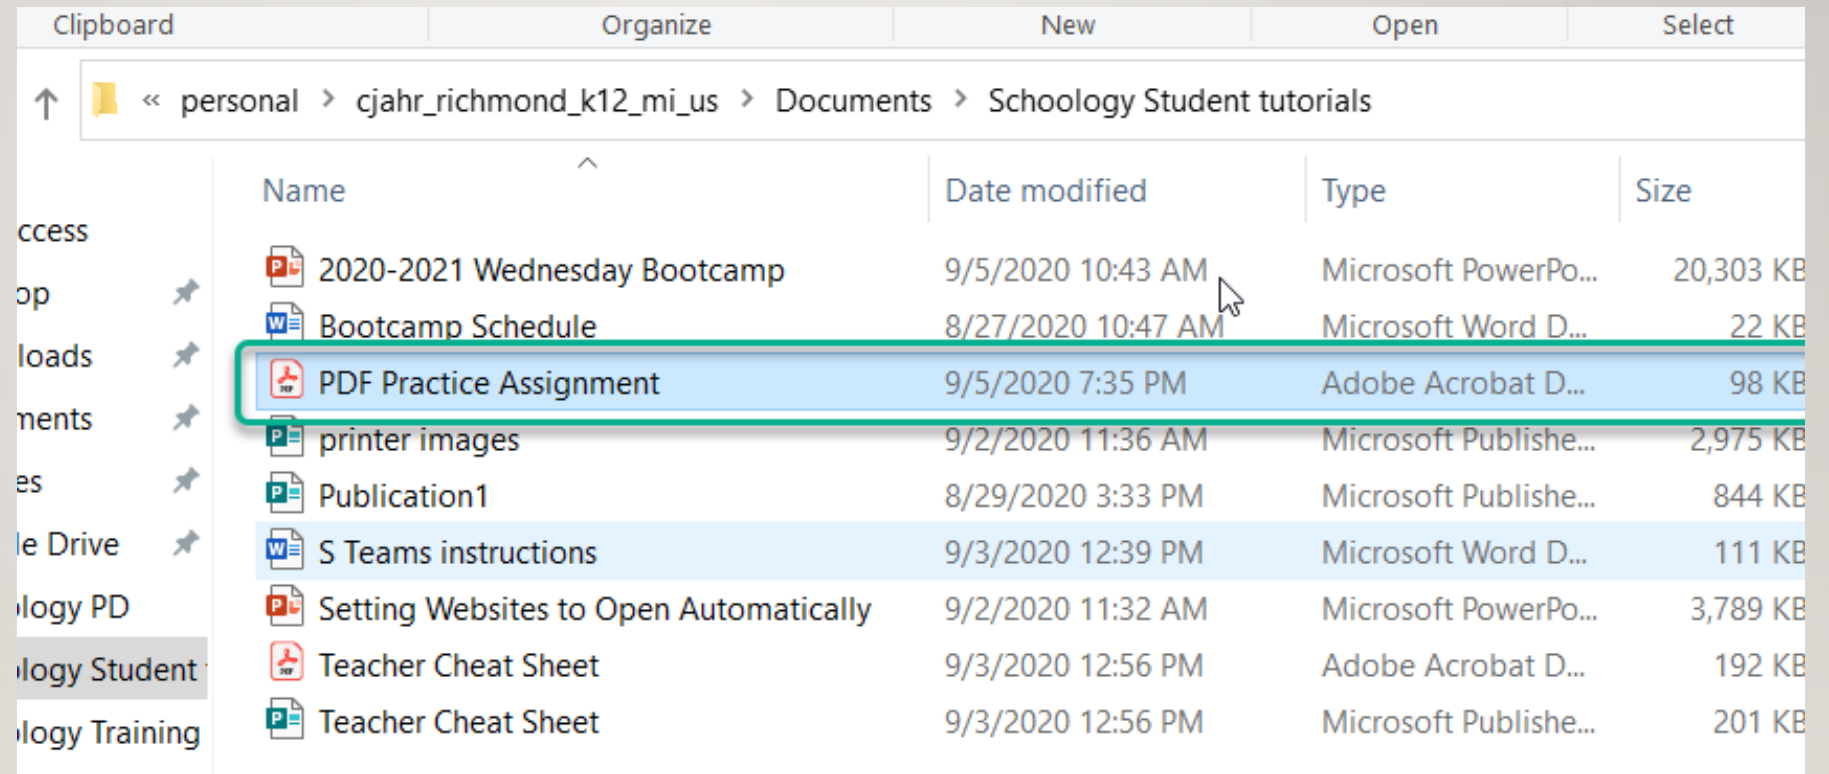 Clipboard Organize New Open Select
« personal > cjahr_richmond_k12_mi_us > Documents > Schoology Student tutorials
Name Date modified Type Size
ccess
2020-2021 Wednesday Bootcamp 9/5/2020 10:43 AM Microsoft PowerPo... 20,303 KB
op
Bootcamp Schedule 8/27/2020 10:47 AM Microsoft Word D... 22 KB
loads
PDF Practice Assignment 9/5/2020 7:35 PM Adobe Acrobat D... 98 KB
ments
printer images 9/2/2020 11:36 AM Microsoft Publishe... 2,975 KB
es
Publication1 8/29/2020 3:33 PM Microsoft Publishe... 844 KB
le Drive
S Teams instructions 9/3/2020 12:39 PM Microsoft Word D... 111 KB
ology PD
Setting Websites to Open Automatically 9/2/2020 11:32 AM Microsoft PowerPo... 3,789 KB
ology Student
Teacher Cheat Sheet 9/3/2020 12:56 PM Adobe Acrobat D... 192 KB
ology Training
Teacher Cheat Sheet 9/3/2020 12:56 PM Microsoft Publishe... 201 KB